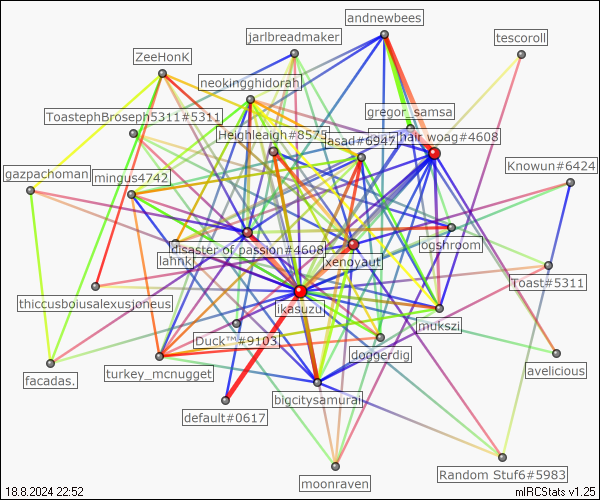 andnewbees
jarlbreadmaker
tescoroll
ZeeHonK
neokingghidorah
gregor_samsa
ToastephBroseph5311#5311
Heighleaigh#8575
asad#6947
hair woag#4608
Knowun#6424
gazpachoman
mingus4742
disaster of passion#4608
ogshroom
lahnkj
xenoyaut
Toast#5311
thiccusboiusalexusjoneus
ikasuzu
mukszi
Duck™#9103
doggerdig
avelicious
facadas.
turkey_mcnugget
bigcitysamurai
default#0617
moonraven
Random Stuf6#5983
18.8.2024 22:52
mIRCStats v1.25